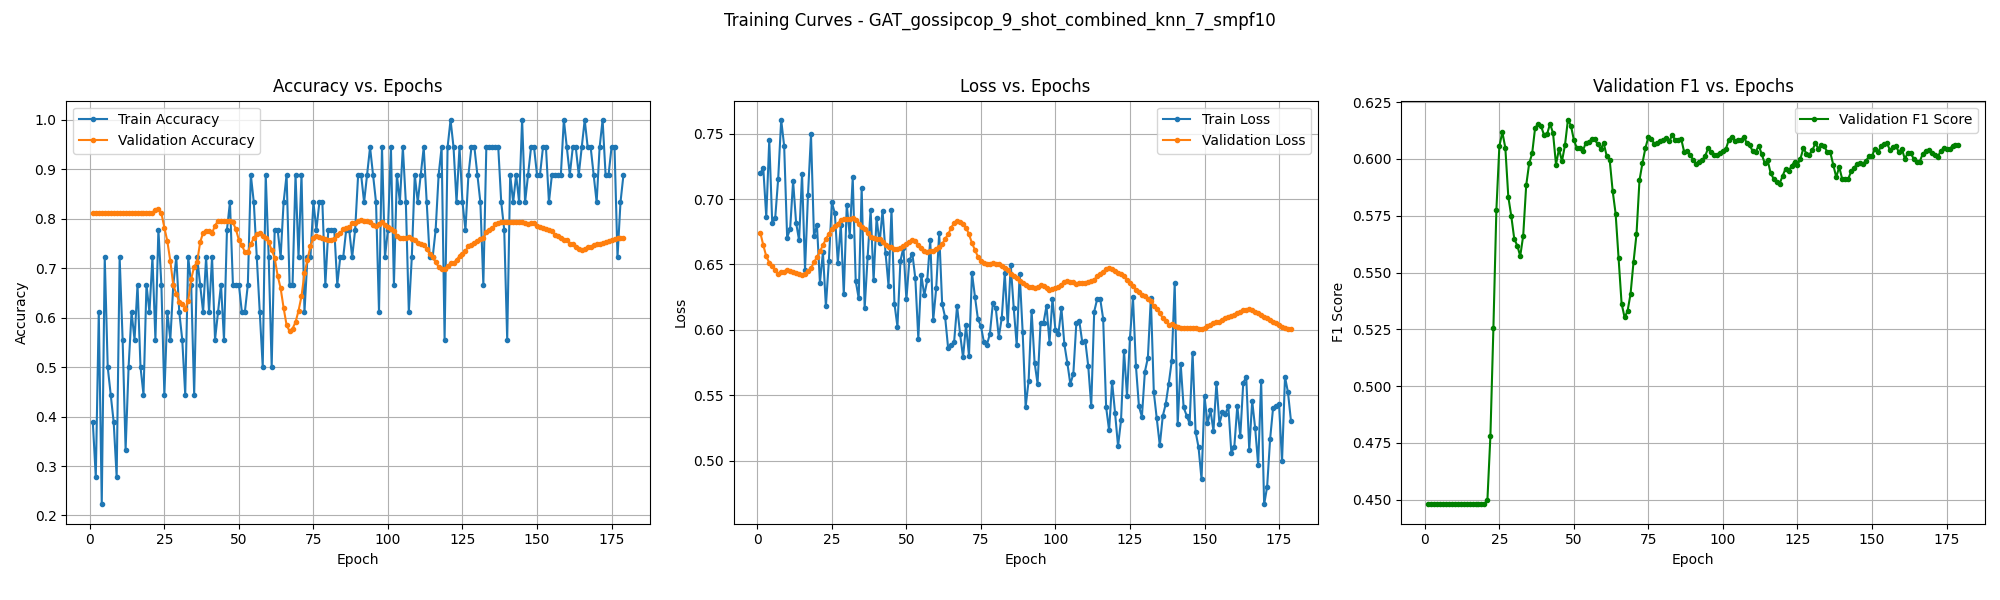 Training Curves - GAT_gossipcop_9_shot_combined_knn_7_smpf10
Accuracy vs. Epochs
Train Accuracy
Validation Accuracy
1.0
0.9
0.8
0.7
0.6
0.5
0.4
0.3
0.2
Accuracy
0 25 50 75 100 125 150 175
Epoch
Loss vs. Epochs
Train Loss
Validation Loss
0.75
0.70
0.65
0.60
0.55
0.50
Loss
0 25 50 75 100 125 150 175
Epoch
Validation F1 vs. Epochs
Validation F1 Score
0.625
0.600
0.575
0.550
0.525
0.500
0.475
0.450
F1 Score
0 25 50 75 100 125 150 175
Epoch